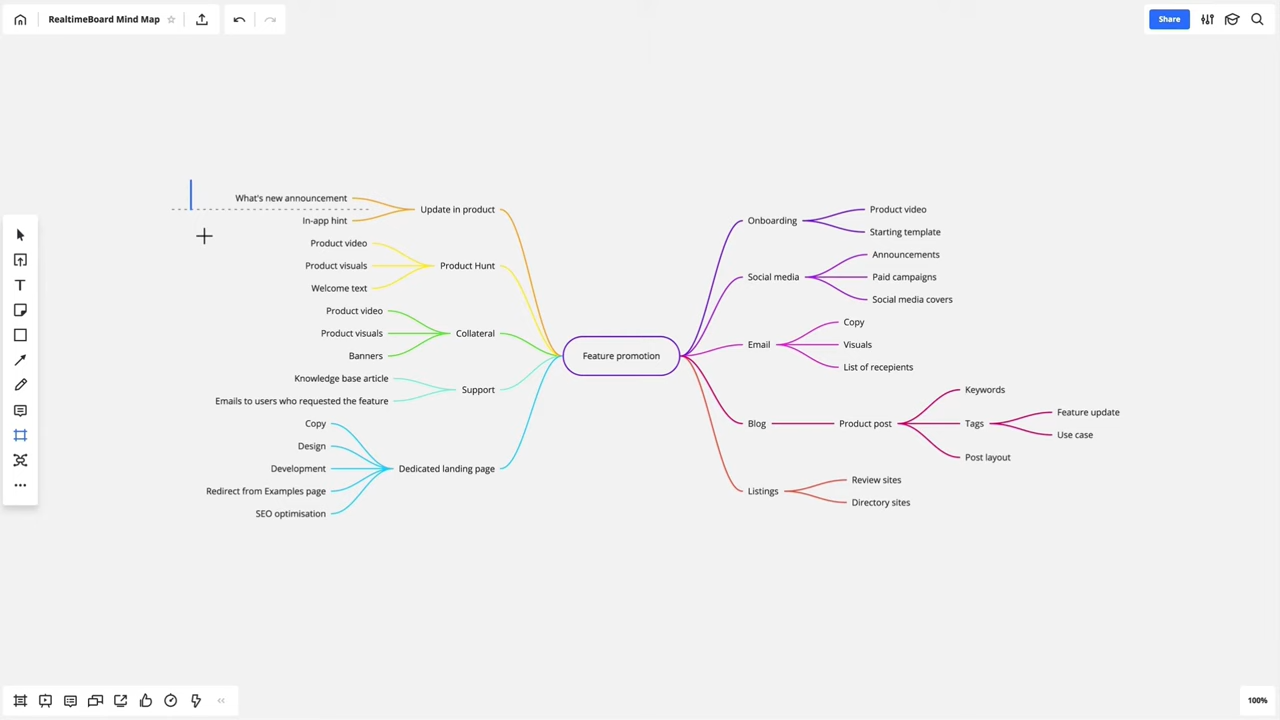 RealtimeBoard Mind Map
Share
What's new announcement
In-app hint
Update in product
Product video
Product visuals
Welcome text
Product Hunt
Product video
Product visuals
Banners
Collateral
Knowledge base article
Emails to users who requested the feature
Support
Copy
Design
Development
Redirect from Examples page
SEO optimisation
Dedicated landing page
Feature promotion
Onboarding
Product video
Starting template
Social media
Announcements
Paid campaigns
Social media covers
Email
Copy
Visuals
List of recepients
Blog
Product post
Keywords
Tags
Feature update
Use case
Post layout
Listings
Review sites
Directory sites
100%